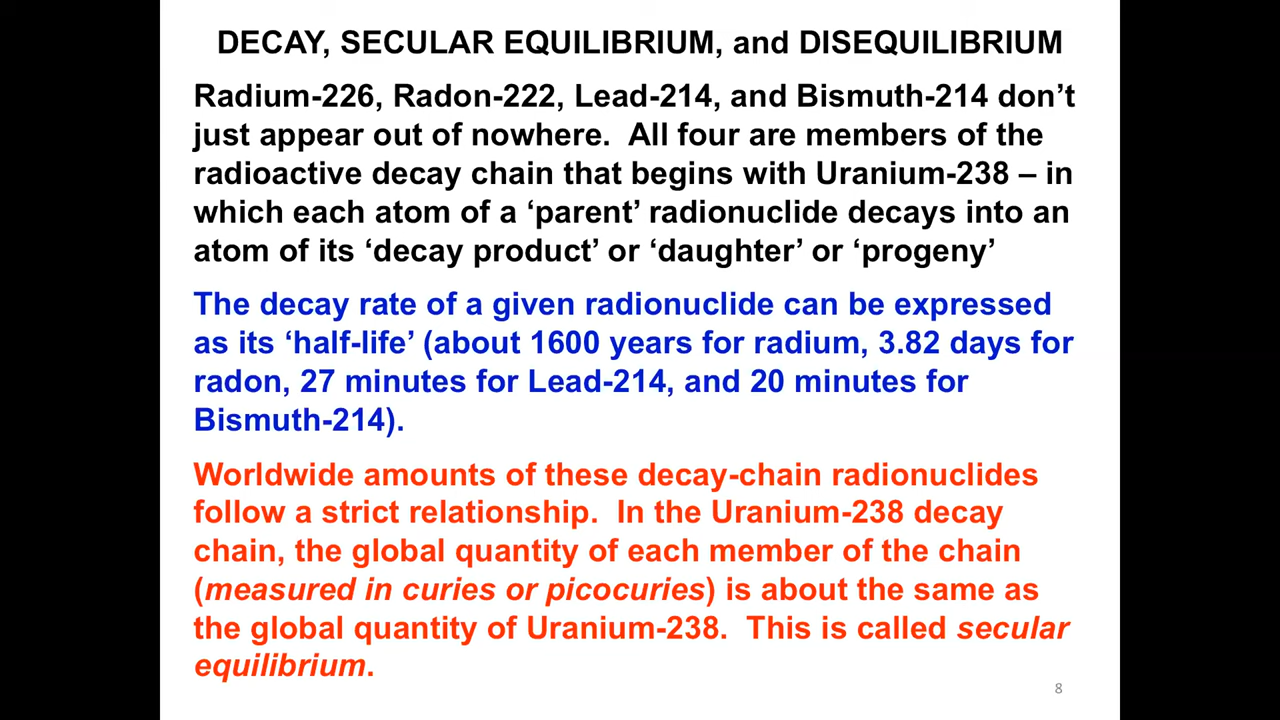 DECAY, SECULAR EQUILIBRIUM, and DISEQUILIBRIUM
Radium-226, Radon-222, Lead-214, and Bismuth-214 don’t
just appear out of nowhere.  All four are members of the
radioactive decay chain that begins with Uranium-238 – in
which each atom of a ‘parent’ radionuclide decays into an
atom of its ‘decay product’ or ‘daughter’ or ‘progeny’
The decay rate of a given radionuclide can be expressed
as its ‘half-life’ (about 1600 years for radium, 3.82 days for
radon, 27 minutes for Lead-214, and 20 minutes for
Bismuth-214).
Worldwide amounts of these decay-chain radionuclides
follow a strict relationship.  In the Uranium-238 decay
chain, the global quantity of each member of the chain
(measured in curies or picocuries) is about the same as
the global quantity of Uranium-238.  This is called secular
equilibrium.
8